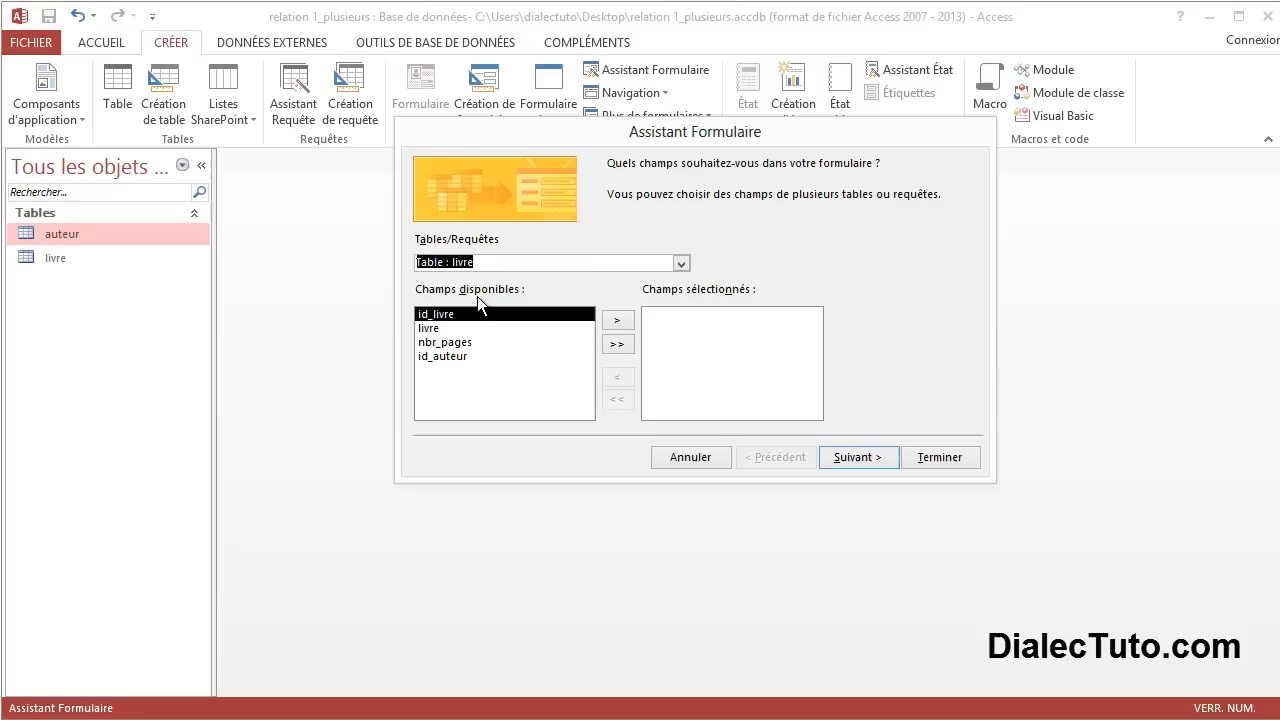 relation 1_plusieurs : Base de données- C:\Users\dialectuto\Desktop\relation 1_plusieurs.accdb (format de fichier Access 2007 - 2013) - Access
FICHIER ACCUEIL CRÉER DONNÉES EXTERNES OUTILS DE BASE DE DONNÉES COMPLÉMENTS
Connexion
Composants d'application
Modèles
Table
Création de table
Listes SharePoint
Tables
Assistant Requête
Création de requête
Requêtes
Formulaire
Création de
Formulaire
Assistant Formulaire
Navigation
Plus de formulaires
État
Création
État
Assistant État
Étiquettes
Macro
Module
Module de classe
Visual Basic
Macros et code
Tous les objets ...
Rechercher...
Tables
auteur
livre
Assistant Formulaire
Quels champs souhaitez-vous dans votre formulaire ?
Vous pouvez choisir des champs de plusieurs tables ou requêtes.
Tables/Requêtes
Table : livre
Champs disponibles :
Champs sélectionnés :
id_livre
livre
nbr_pages
id_auteur
>
>>
<
<<
Annuler
< Précédent
Suivant >
Terminer
DialecTuto.com
Assistant Formulaire
VERR. NUM.